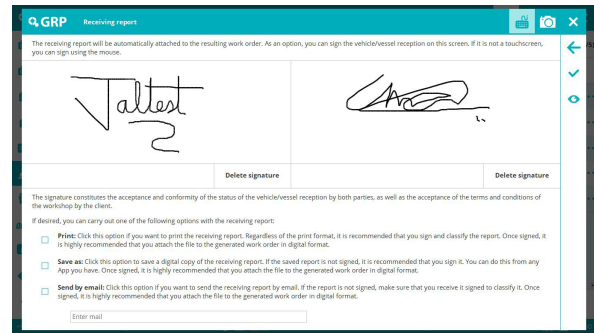 GRP Receiving report
The receiving report will be automatically attached to the resulting work order. As an option, you can sign the vehicle/vessel reception on this screen. If it is not a touchscreen,
you can sign using the mouse.
Jaltest
Delete signature Delete signature
The signature constitutes the acceptance and conformity of the status of the vehicle/vessel reception by both parties, as well as the acceptance of the terms and conditions of
the workshop by the client.
If desired, you can carry out one of the following options with the receiving report:
Print: Click this option if you want to print the receiving report. Regardless of the print format, it is recommended that you sign and classify the report. Once signed, it
is highly recommended that you attach the file to the generated work order in digital format.
Save as: Click this option to save a digital copy of the receiving report. If the saved report is not signed, it is recommended that you sign it. You can do this from any
App you have. Once signed, it is highly recommended that you attach the file to the generated work order in digital format.
Send by email: Click this option if you want to send the receiving report by email. If the report is not signed, make sure that you receive it signed to classify it. Once
signed, it is highly recommended that you attach the file to the generated work order in digital format.
Enter mail